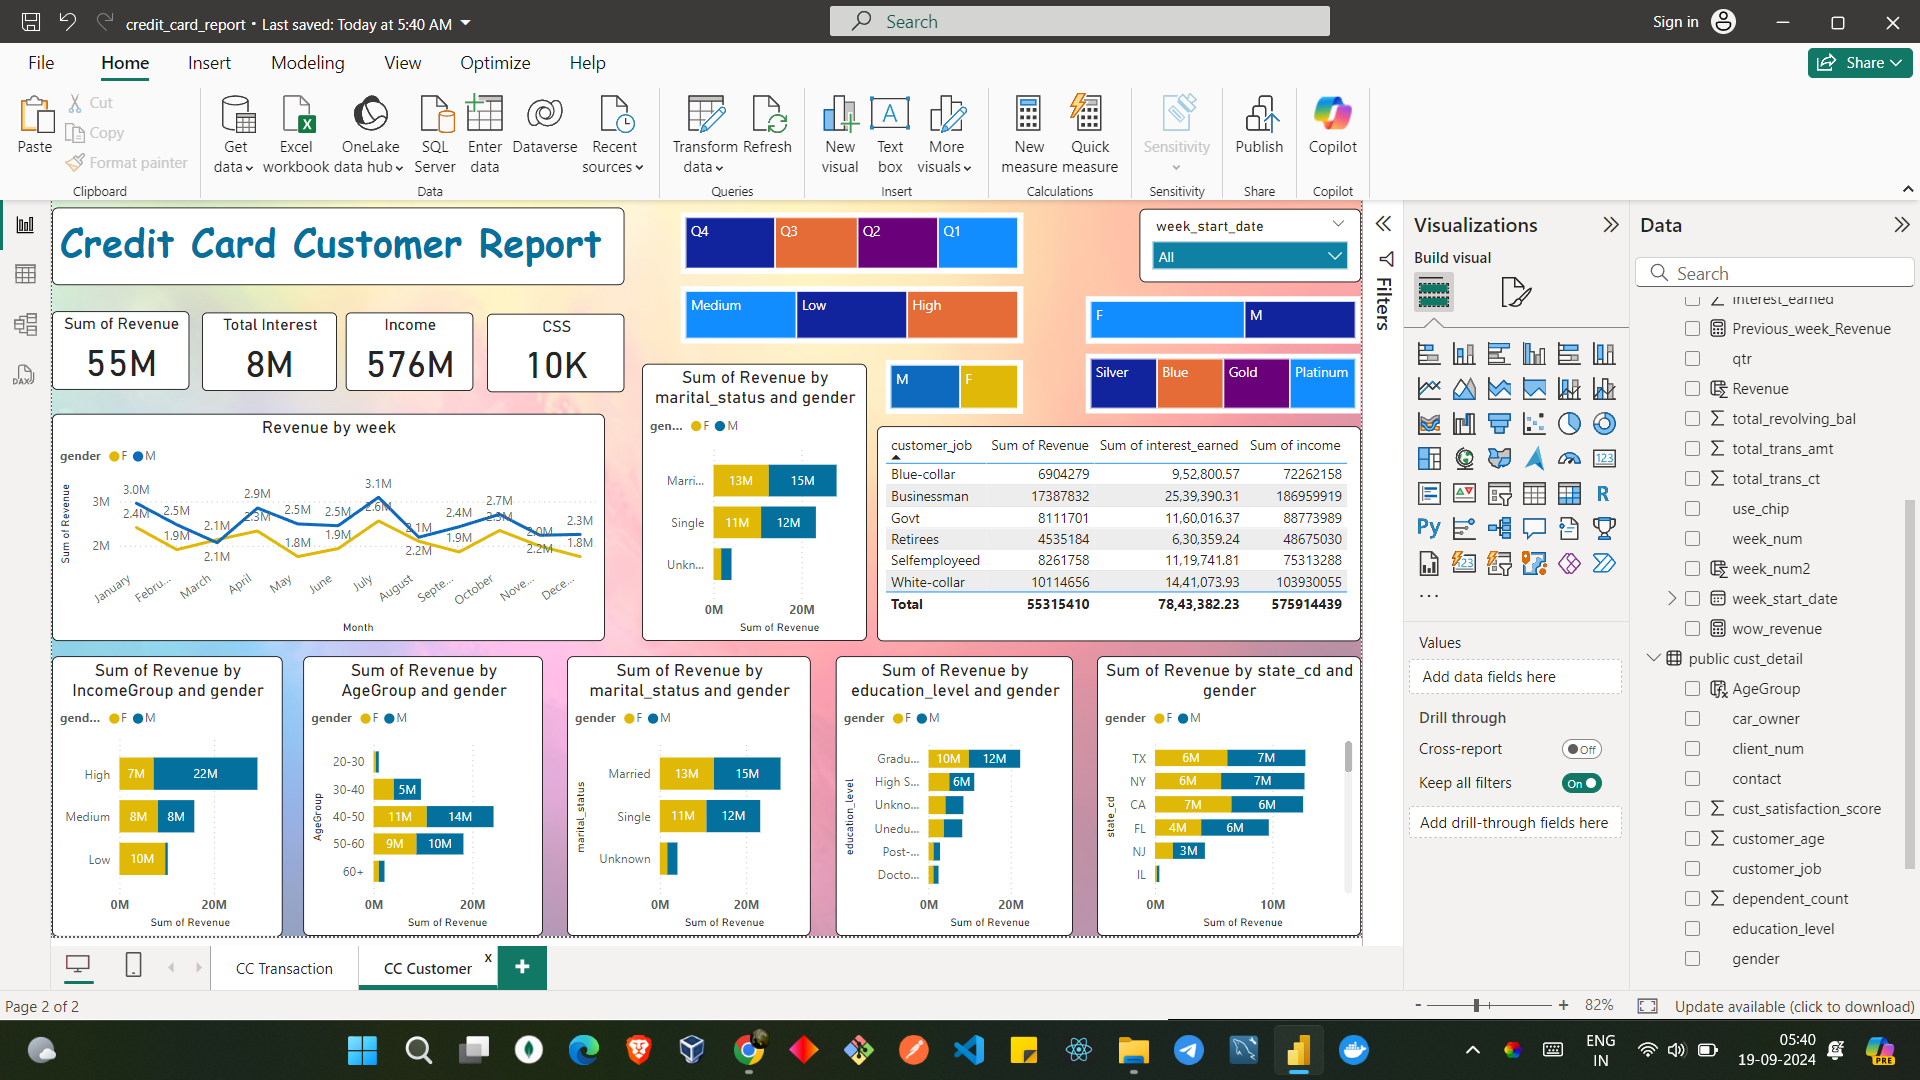 credit_card_report • Last saved: Today at 5:40 AM
Search
Sign in
File
Home
Insert
Modeling
View
Optimize
Help
Share
Paste
Cut
Copy
Format painter
Clipboard
Get data
Excel workbook
OneLake data hub
SQL Server
Enter data
Dataverse
Recent sources
Data
Transform data
Refresh
Queries
New visual
Text box
More visuals
Insert
New measure
Quick measure
Calculations
Sensitivity
Sensitivity
Publish
Share
Copilot
Copilot
Credit Card Customer Report
Q4
Q3
Q2
Q1
week_start_date
All
Medium
Low
High
F
M
M
F
Silver
Blue
Gold
Platinum
Sum of Revenue
55M
Total Interest
8M
Income
576M
CSS
10K
Revenue by week
gender F M
Sum of Revenue
3M
2M
3.0M
2.5M
2.1M
2.9M
2.5M
2.5M
3.1M
2.1M
2.4M
2.7M
2.0M
2.3M
2.4M
1.9M
2.1M
2.3M
1.8M
1.9M
2.6M
2.2M
1.9M
2.3M
2.2M
1.8M
January
Febru...
March
April
May
June
July
August
Septe...
October
Nove...
Dece...
Month
Sum of Revenue by
marital_status and gender
gen... F M
Marri... 13M 15M
Single 11M 12M
Unkn...
0M 20M
Sum of Revenue
customer_job Sum of Revenue Sum of interest_earned Sum of income
Blue-collar 6904279 9,52,800.57 72262158
Businessman 17387832 25,39,390.31 186959919
Govt 8111701 11,60,016.37 88773989
Retirees 4535184 6,30,359.24 48675030
Selfemployeed 8261758 11,19,741.81 75313288
White-collar 10114656 14,41,073.93 103930055
Total 55315410 78,43,382.23 575914439
Sum of Revenue by
IncomeGroup and gender
gend... F M
High 7M 22M
Medium 8M 8M
Low 10M
0M 20M
Sum of Revenue
Sum of Revenue by
AgeGroup and gender
gender F M
AgeGroup
20-30
30-40 5M
40-50 11M 14M
50-60 9M 10M
60+
0M 20M
Sum of Revenue
Sum of Revenue by
marital_status and gender
gender F M
marital_status
Married 13M 15M
Single 11M 12M
Unknown
0M 20M
Sum of Revenue
Sum of Revenue by
education_level and gender
gender F M
education_level
Gradu... 10M 12M
High S... 6M
Unkno...
Unedu...
Post-...
Docto...
0M 20M
Sum of Revenue
Sum of Revenue by state_cd and
gender
gender F M
state_cd
TX 6M 7M
NY 6M 7M
CA 7M 6M
FL 4M 6M
NJ 3M
IL
0M 10M
Sum of Revenue
Filters
Visualizations
Build visual
123
R
Py
123
...
Values
Add data fields here
Drill through
Cross-report
Off
Keep all filters
On
Add drill-through fields here
Data
Search
interest_earned
Previous_week_Revenue
qtr
Revenue
total_revolving_bal
total_trans_amt
total_trans_ct
use_chip
week_num
week_num2
week_start_date
wow_revenue
public cust_detail
AgeGroup
car_owner
client_num
contact
cust_satisfaction_score
customer_age
customer_job
dependent_count
education_level
gender
CC Transaction
CC Customer
x
+
Page 2 of 2
- + 82%
Update available (click to download)
ENG
IN
05:40
19-09-2024
PRE